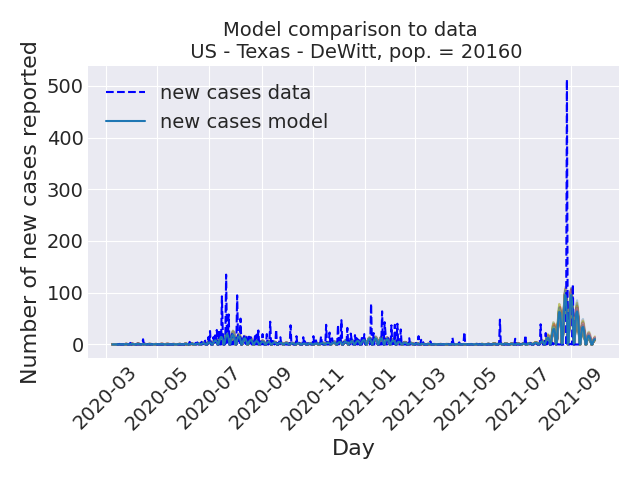 Model comparison to data
US - Texas - DeWitt, pop. = 20160
Number of new cases reported
500
400
300
200
100
0
new cases data
new cases model
2020-03
2020-05
2020-07
2020-09
2020-11
2021-01
2021-03
2021-05
2021-07
2021-09
Day